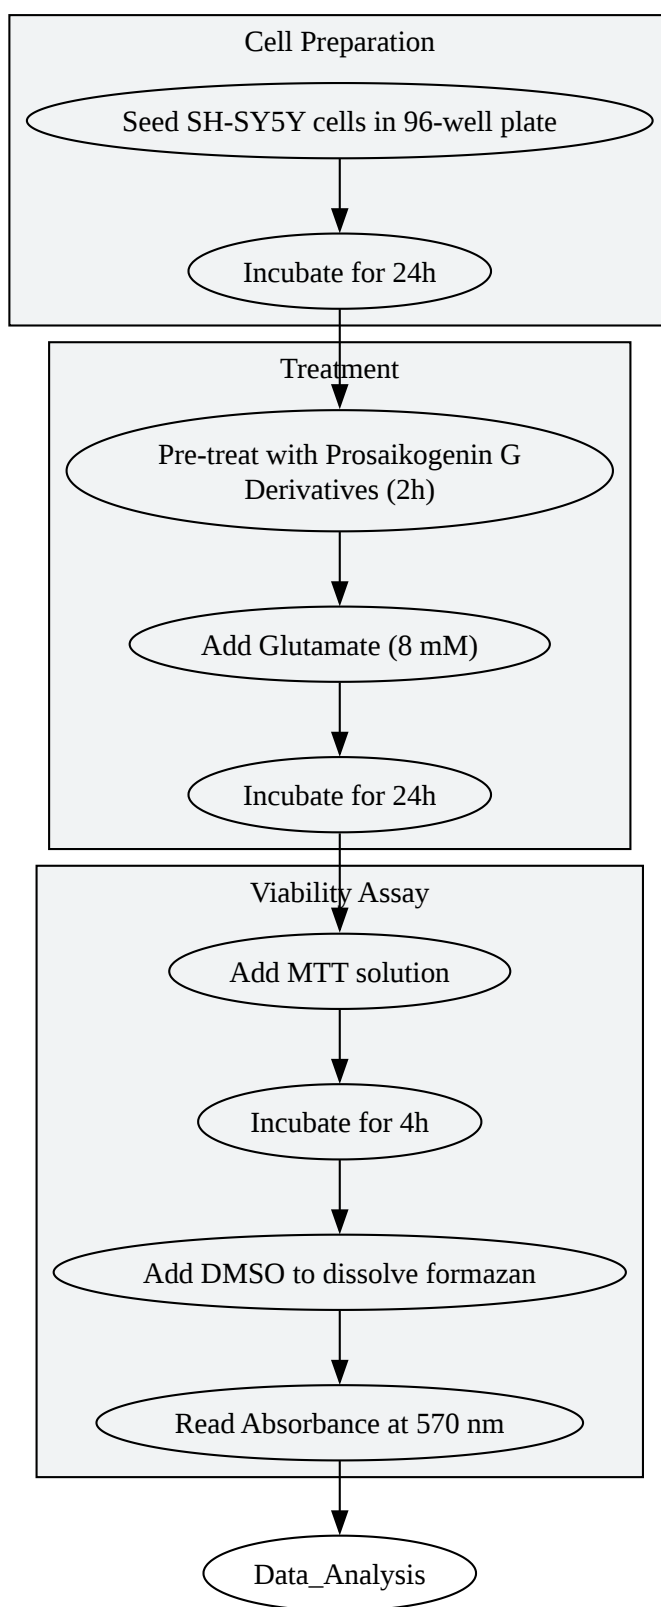 Cell Preparation
Seed SH-SY5Y cells in 96-well plate
Incubate for 24h
Treatment
Pre-treat with Prosaikogenin G
Derivatives (2h)
Add Glutamate (8 mM)
Incubate for 24h
Viability Assay
Add MTT solution
Incubate for 4h
Add DMSO to dissolve formazan
Read Absorbance at 570 nm
Data_Analysis